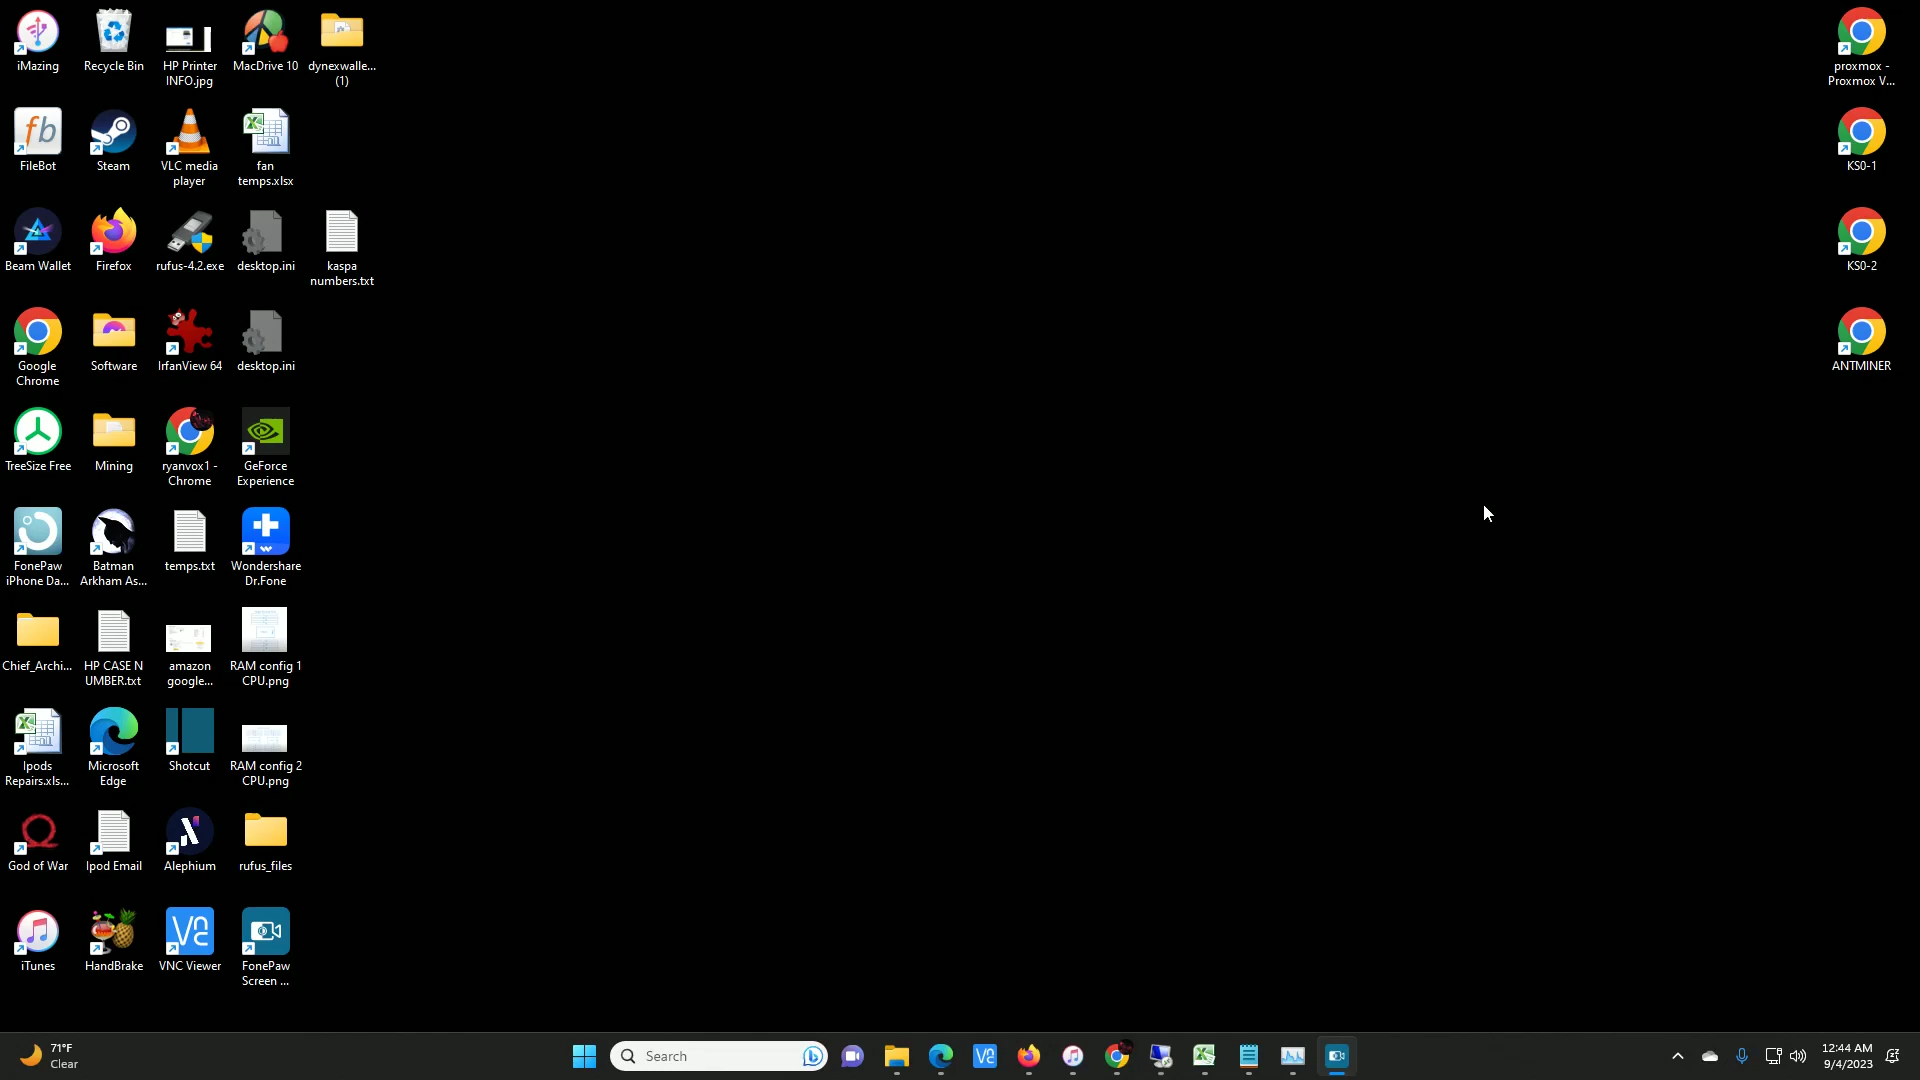 iMazing
Recycle Bin
HP Printer
INFO.jpg
MacDrive 10
dynexwalle...
(1)
proxmox -
Proxmox V...
FileBot
Steam
VLC media
player
fan
temps.xlsx
KS0-1
Beam Wallet
Firefox
rufus-4.2.exe
desktop.ini
kaspa
numbers.txt
KS0-2
Google
Chrome
Software
IrfanView 64
desktop.ini
ANTMINER
TreeSize Free
Mining
ryanvox1 -
Chrome
GeForce
Experience
FonePaw
iPhone Da...
Batman
Arkham As...
temps.txt
Wondershare
Dr.Fone
Chief_Archi...
HP CASE N
UMBER.txt
amazon
google...
RAM config 1
CPU.png
Ipods
Repairs.xls...
Microsoft
Edge
Shotcut
RAM config 2
CPU.png
God of War
Ipod Email
Alephium
rufus_files
iTunes
HandBrake
VNC Viewer
FonePaw
Screen ...
71°F
Clear
Search
12:44 AM
9/4/2023